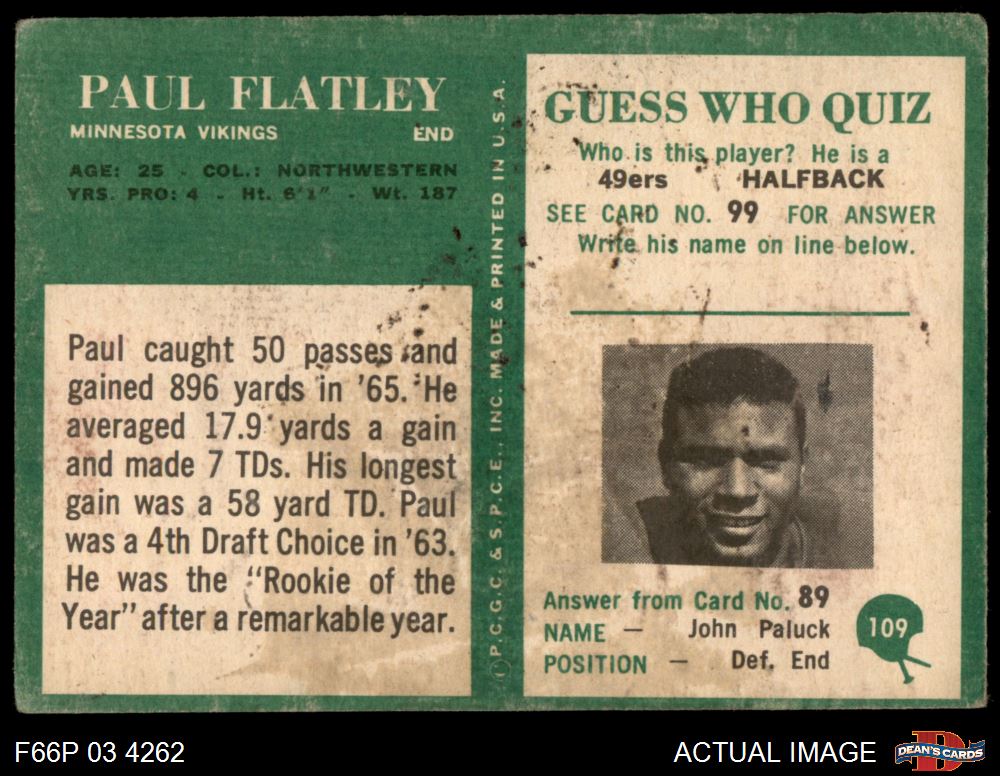 PAUL FLATLEY
MINNESOTA VIKINGS END
AGE: 25 - COL.: NORTHWESTERN
YRS. PRO: 4 - Ht. 6'1" - Wt. 187
Paul caught 50 passes and
gained 896 yards in '65. He
averaged 17.9 yards a gain
and made 7 TDs. His longest
gain was a 58 yard TD. Paul
was a 4th Draft Choice in '63.
He was the "Rookie of the
Year" after a remarkable year.
P.C.G.C. & S.P.C.E., INC. MADE & PRINTED IN U.S.A.
GUESS WHO QUIZ
Who is this player? He is a
49ers HALFBACK
SEE CARD NO. 99 FOR ANSWER
Write his name on line below.
Answer from Card No. 89
NAME — John Paluck
POSITION — Def. End
109
F66P 03 4262
ACTUAL IMAGE
DEAN'S CARDS